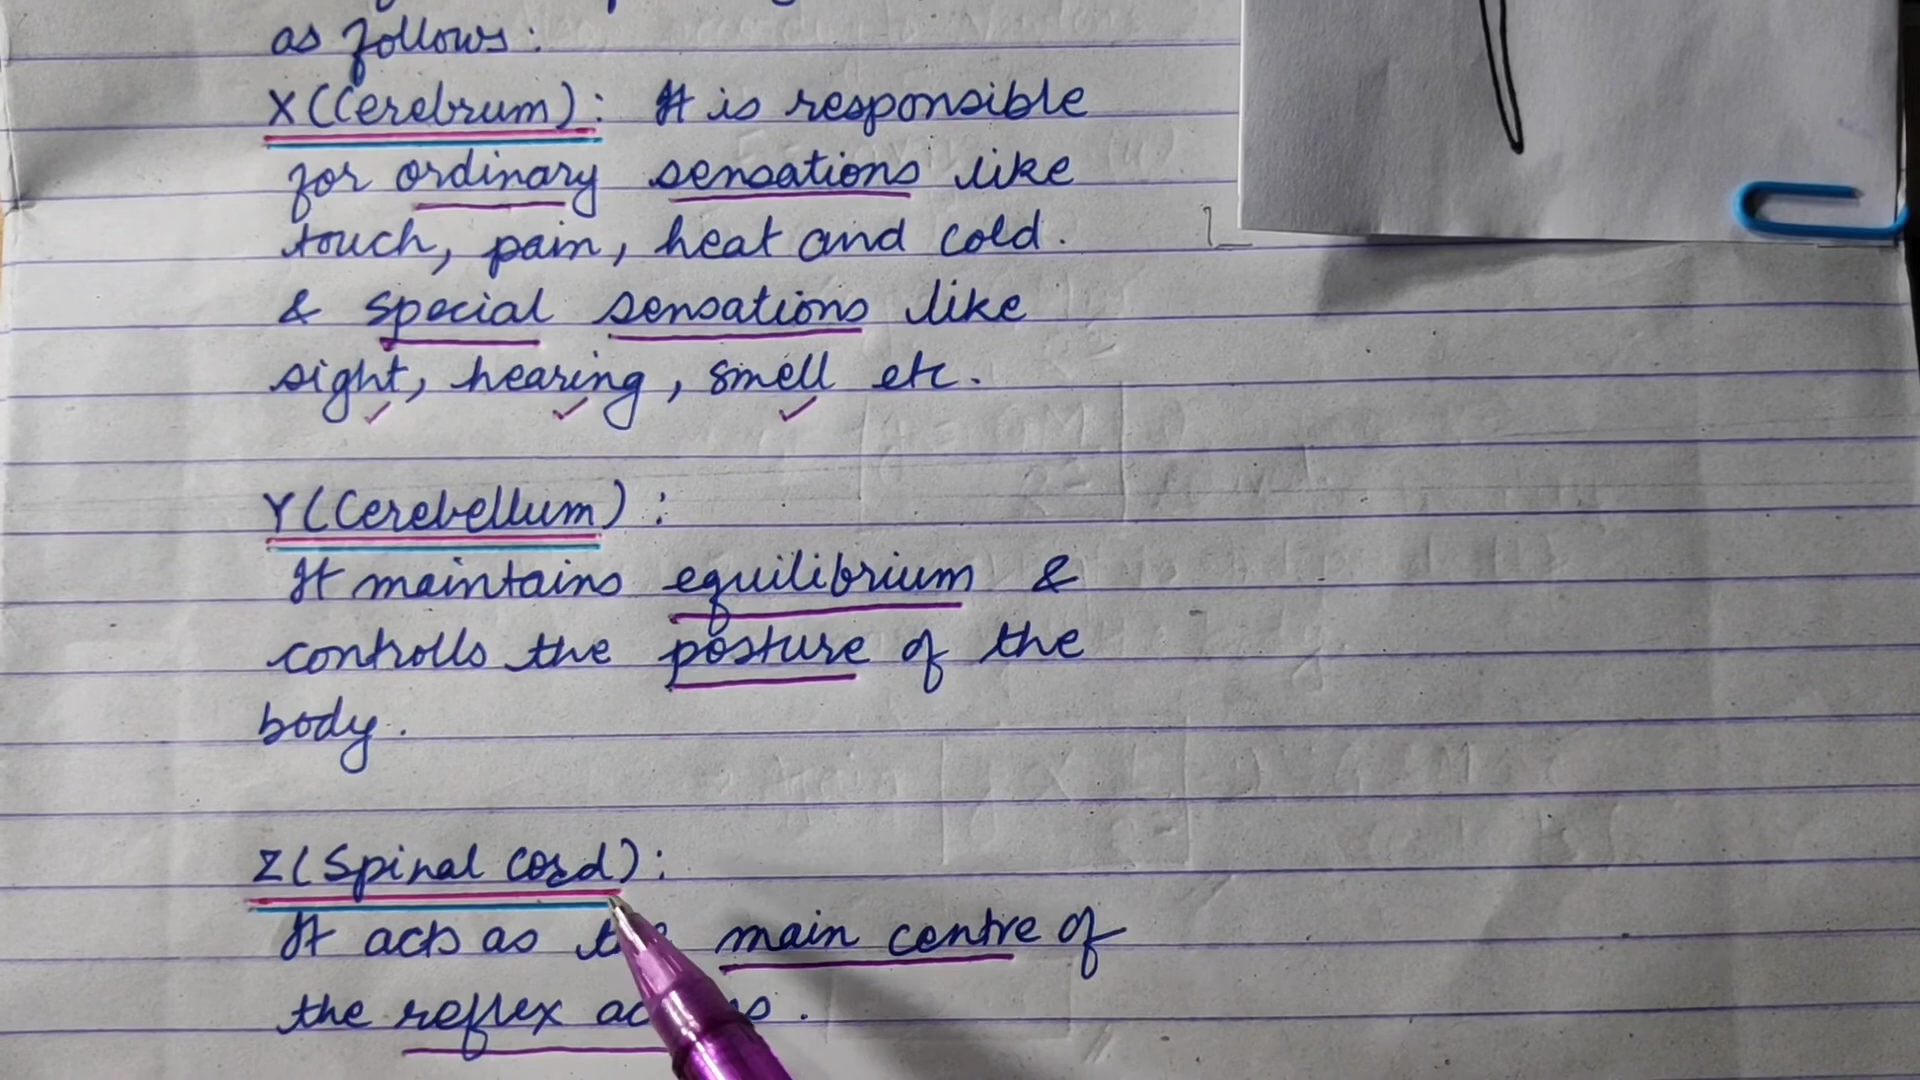 as follows:
X (Cerebrum): It is responsible
for ordinary sensations like
touch, pain, heat and cold.
& special sensations like
sight, hearing, smell etc.
Y (Cerebellum) :
It maintains equilibrium &
controlls the posture of the
body.
Z (Spinal Cord):
It acts as the main centre of
the reflex